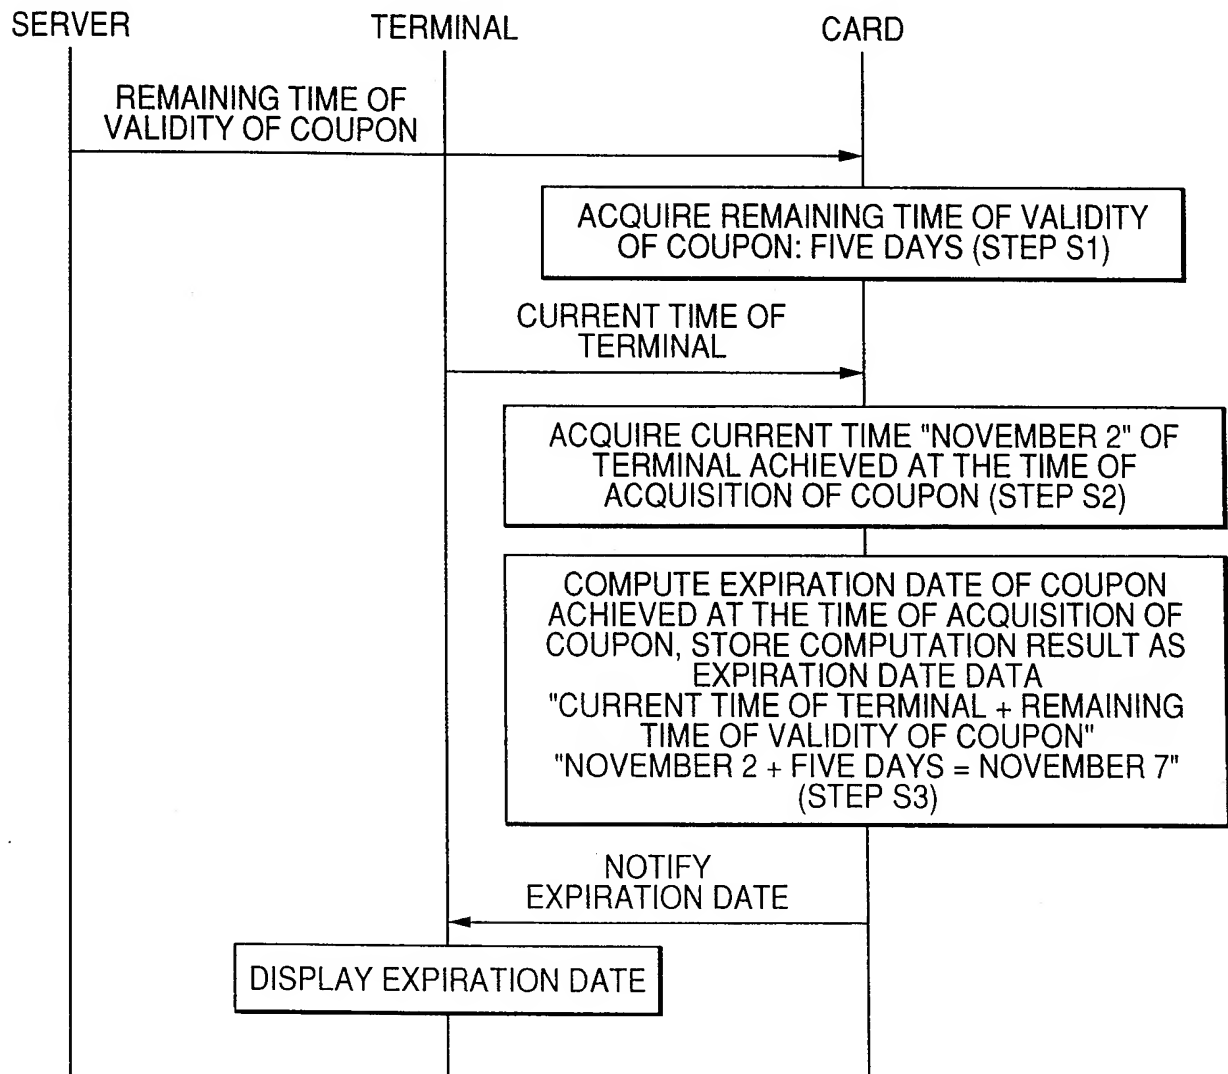 SERVER
TERMINAL
CARD
REMAINING TIME OF
VALIDITY OF COUPON
ACQUIRE REMAINING TIME OF VALIDITY
OF COUPON: FIVE DAYS (STEP S1)
CURRENT TIME OF
TERMINAL
ACQUIRE CURRENT TIME "NOVEMBER 2" OF
TERMINAL ACHIEVED AT THE TIME OF
ACQUISITION OF COUPON (STEP S2)
COMPUTE EXPIRATION DATE OF COUPON
ACHIEVED AT THE TIME OF ACQUISITION OF
COUPON, STORE COMPUTATION RESULT AS
EXPIRATION DATE DATA
"CURRENT TIME OF TERMINAL + REMAINING
TIME OF VALIDITY OF COUPON"
"NOVEMBER 2 + FIVE DAYS = NOVEMBER 7"
(STEP S3)
NOTIFY
EXPIRATION DATE
DISPLAY EXPIRATION DATE